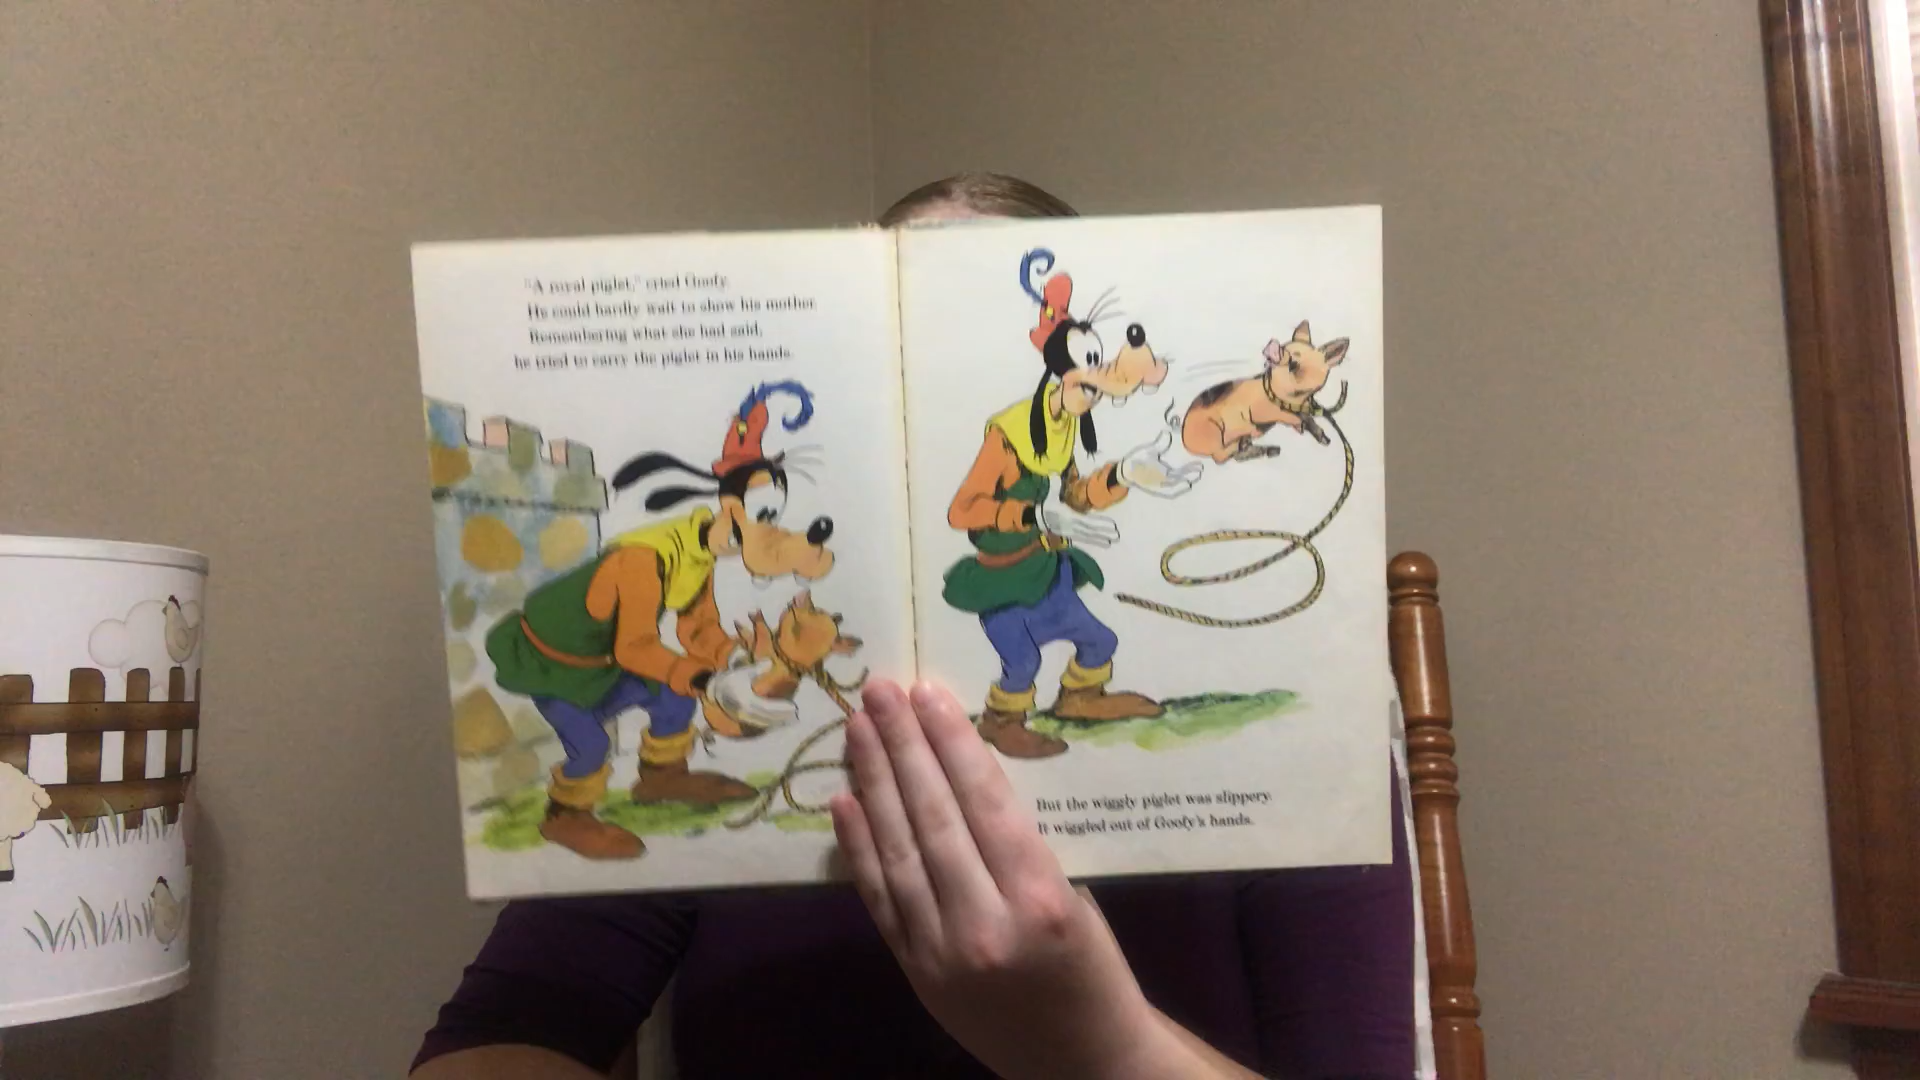 "A royal piglet," cried Goofy.
He could hardly wait to show his mother.
Remembering what she had said,
he tried to carry the piglet in his hands.
But the wiggly piglet was slippery.
It wiggled out of Goofy's hands.